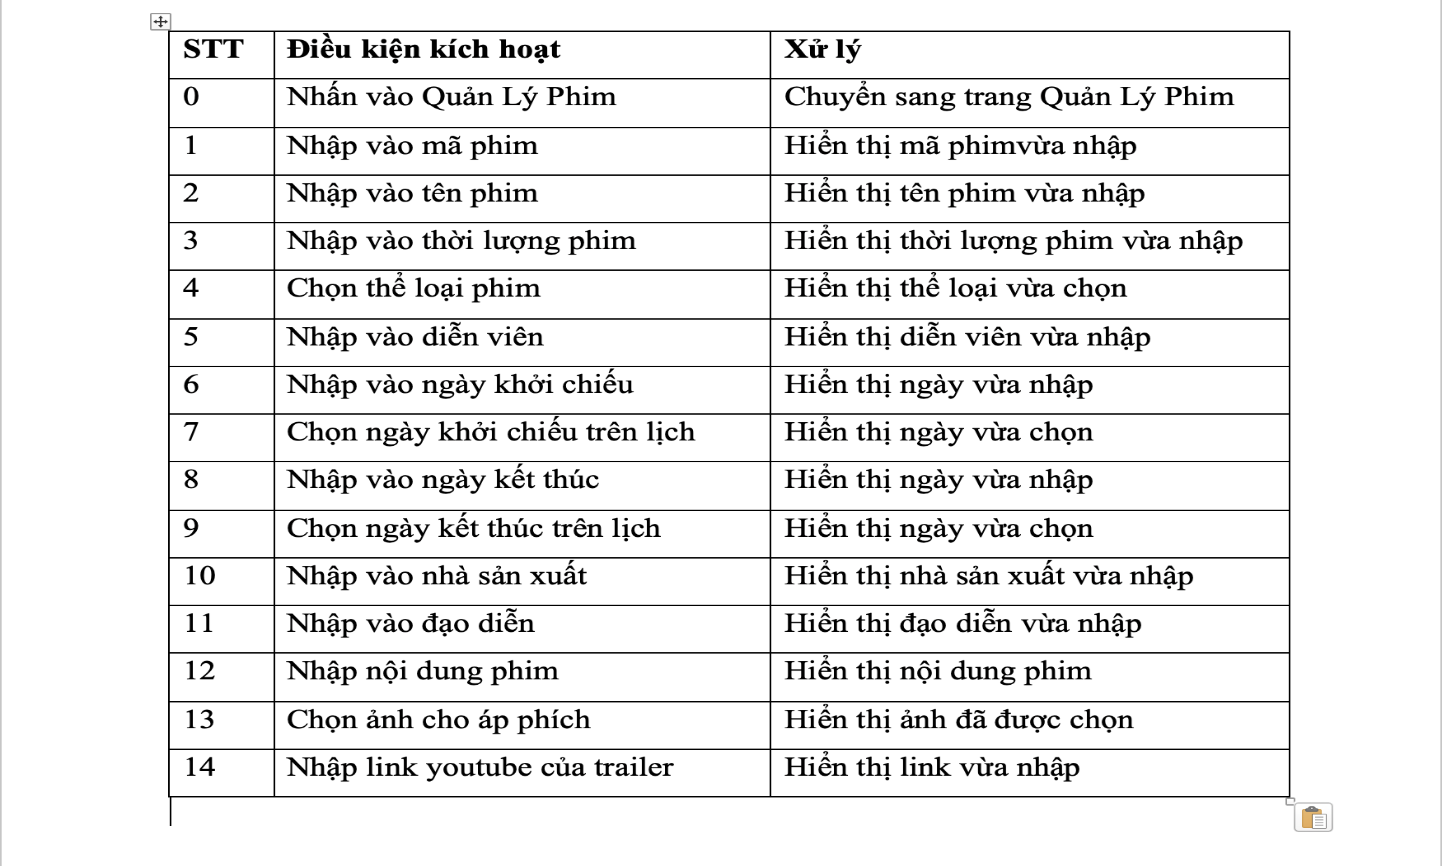 STT Điều kiện kích hoạt Xử lý
0 Nhấn vào Quản Lý Phim Chuyển sang trang Quản Lý Phim
1 Nhập vào mã phim Hiển thị mã phimvừa nhập
2 Nhập vào tên phim Hiển thị tên phim vừa nhập
3 Nhập vào thời lượng phim Hiển thị thời lượng phim vừa nhập
4 Chọn thể loại phim Hiển thị thể loại vừa chọn
5 Nhập vào diễn viên Hiển thị diễn viên vừa nhập
6 Nhập vào ngày khởi chiếu Hiển thị ngày vừa nhập
7 Chọn ngày khởi chiếu trên lịch Hiển thị ngày vừa chọn
8 Nhập vào ngày kết thúc Hiển thị ngày vừa nhập
9 Chọn ngày kết thúc trên lịch Hiển thị ngày vừa chọn
10 Nhập vào nhà sản xuất Hiển thị nhà sản xuất vừa nhập
11 Nhập vào đạo diễn Hiển thị đạo diễn vừa nhập
12 Nhập nội dung phim Hiển thị nội dung phim
13 Chọn ảnh cho áp phích Hiển thị ảnh đã được chọn
14 Nhập link youtube của trailer Hiển thị link vừa nhập